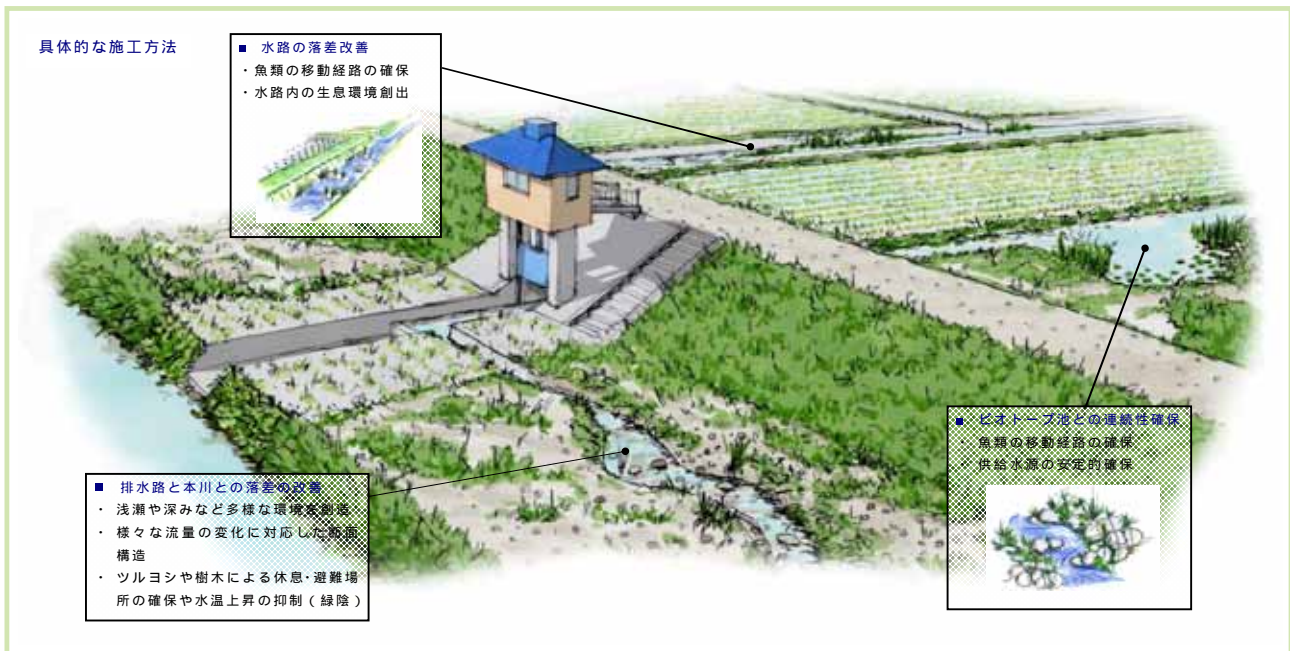 具体的な施工方法
■ 水路の落差改善
・魚類の移動経路の確保
・水路内の生息環境創出
■ ビオトープ池との連続性確保
・ 魚類の移動経路の確保
・ 供給水源の安定的確保
■ 排水路と本川との落差の改善
・ 浅瀬や深みなど多様な環境を創造
・ 様々な流量の変化に対応した断面
構造
・ ツルヨシや樹木による休息・避難場
所の確保や水温上昇の抑制(緑陰)